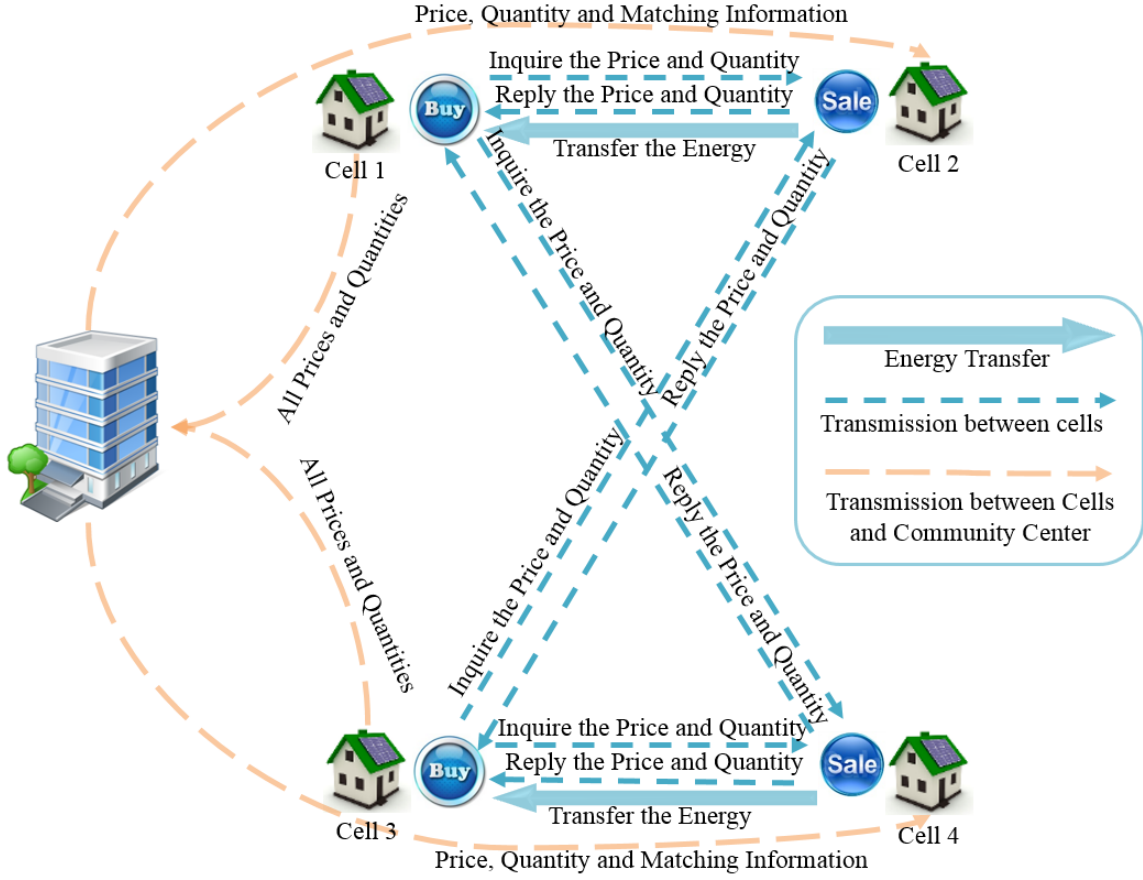 Price, Quantity and Matching Information
Inquire the Price and Quantity
Buy
Reply the Price and Quantity
Sale
Transfer the Energy
Cell 1
Cell 2
All Prices and Quantities
Inquire the Price and Quantity
Reply the Price and Quantity
Energy Transfer
Transmission between cells
Transmission between Cells
and Community Center
All Prices and Quantities
Inquire the Price and Quantity
Reply the Price and Quantity
Inquire the Price and Quantity
Buy
Reply the Price and Quantity
Sale
Transfer the Energy
Cell 3
Cell 4
Price, Quantity and Matching Information